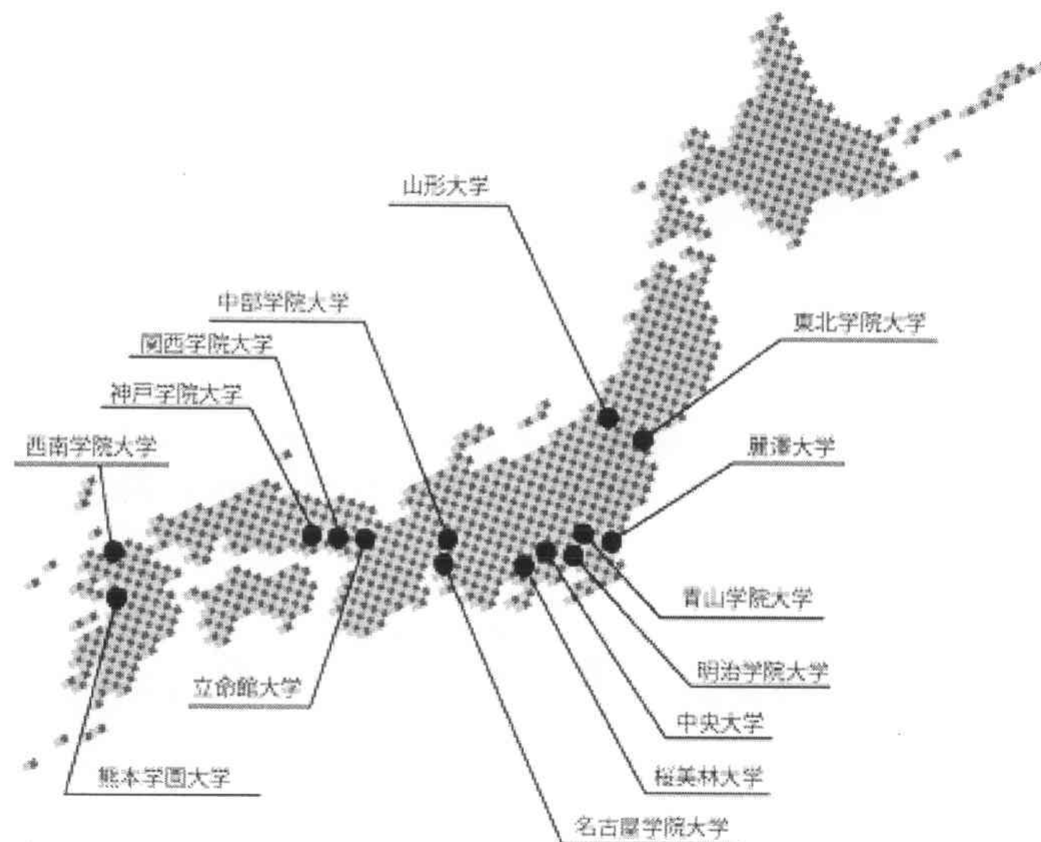 山形大学
中部学院大学
東北学院大学
関西学院大学
神戸学院大学
西南学院大学
麗澤大学
青山学院大学
明治学院大学
立命館大学
中央大学
熊本学園大学
桜美林大学
名古屋学院大学